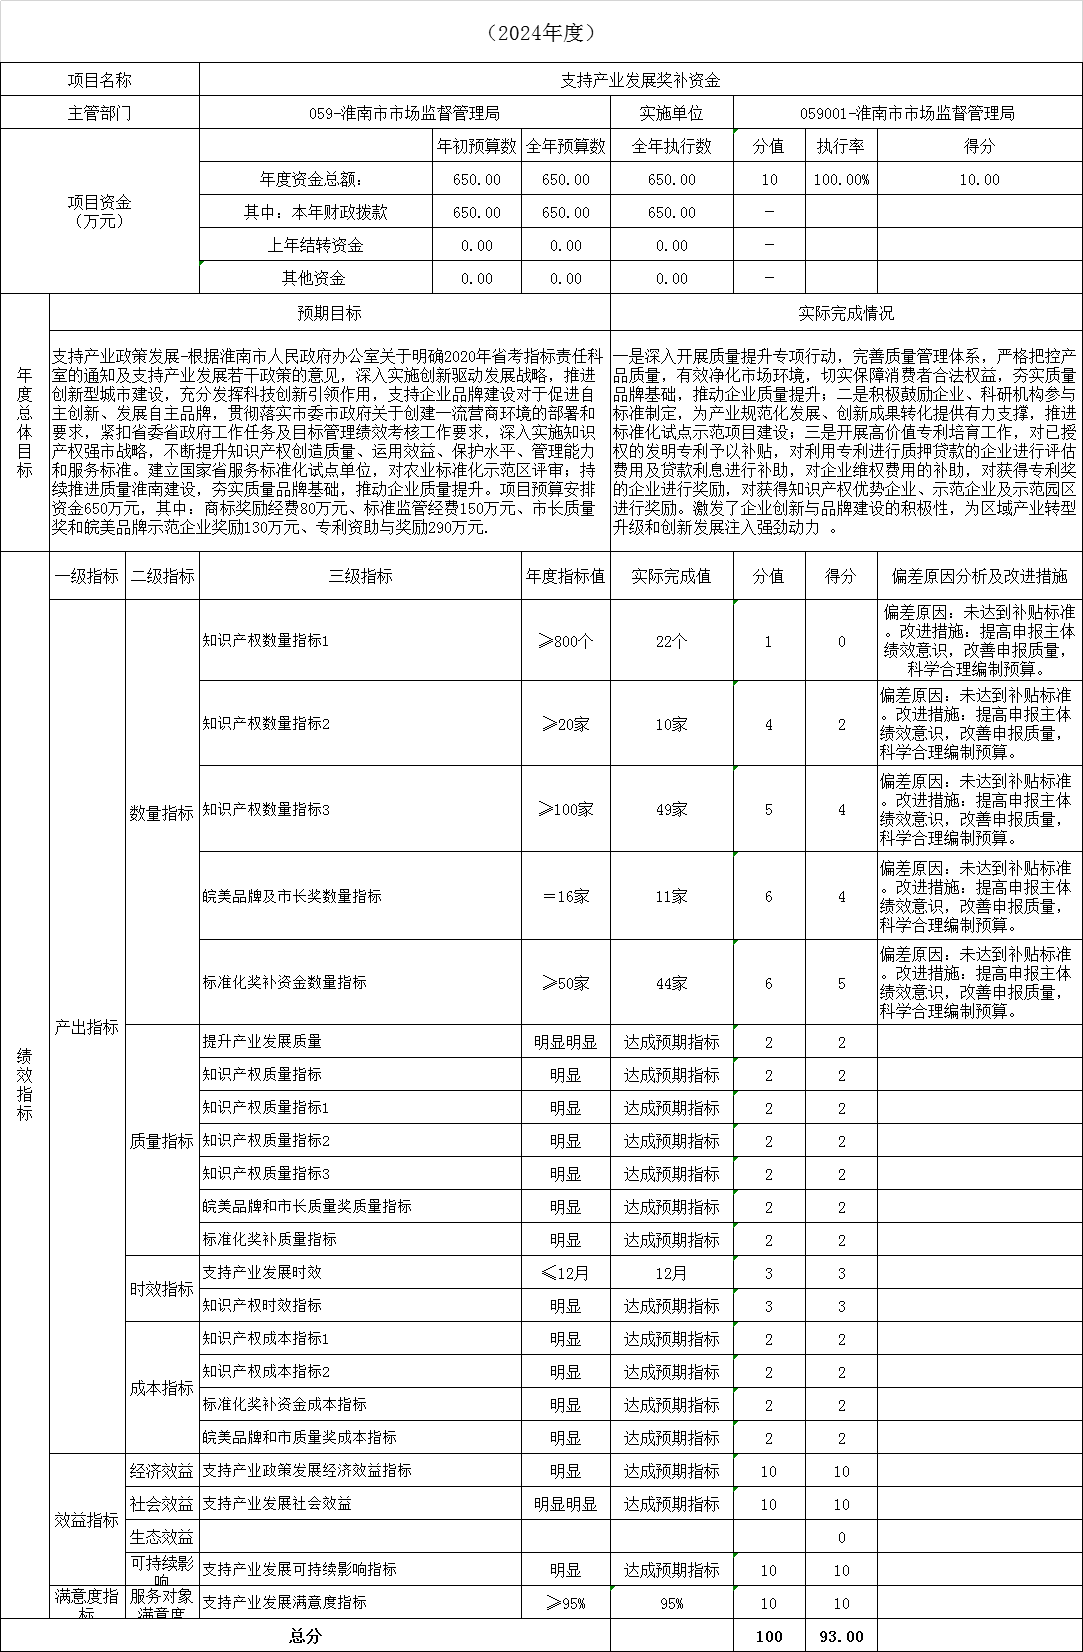 （2024年度）
项目名称 支持产业发展奖补资金
主管部门 059-淮南市市场监督管理局 实施单位 059001-淮南市市场监督管理局
项目资金
（万元）
年初预算数 全年预算数 全年执行数 分值 执行率 得分
年度资金总额： 650.00 650.00 650.00 10 100.00% 10.00
其中：本年财政拨款 650.00 650.00 650.00 －
上年结转资金 0.00 0.00 0.00 －
其他资金 0.00 0.00 0.00 －
年度总体目标
预期目标 实际完成情况
支持产业政策发展-根据淮南市人民政府办公室关于明确2020年省考指标责任科
室的通知及支持产业发展若干政策的意见，深入实施创新驱动发展战略，推进
创新型城市建设，充分发挥科技创新引领作用，支持企业品牌建设对于促进自
主创新、发展自主品牌，贯彻落实市委市政府关于创建一流营商环境的部署和
要求，紧扣省委省政府工作任务及目标管理绩效考核工作要求，深入实施知识
产权强市战略，不断提升知识产权创造质量、运用效益、保护水平、管理能力
和服务标准。建立国家省服务标准化试点单位，对农业标准化示范区评审；持
续推进质量淮南建设，夯实质量品牌基础，推动企业质量提升。项目预算安排
资金650万元，其中：商标奖励经费80万元、标准监管经费150万元、市长质量
奖和皖美品牌示范企业奖励130万元、专利资助与奖励290万元.
一是深入开展质量提升专项行动，完善质量管理体系，严格把控产
品质量，有效净化市场环境，切实保障消费者合法权益，夯实质量
品牌基础，推动企业质量提升；二是积极鼓励企业、科研机构参与
标准制定，为产业规范化发展、创新成果转化提供有力支撑，推进
标准化试点示范项目建设；三是开展高价值专利培育工作，对已授
权的发明专利予以补贴，对利用专利进行质押贷款的企业进行评估
费用及贷款利息进行补助，对企业维权费用的补助，对获得专利奖
的企业进行奖励，对获得知识产权优势企业、示范企业及示范园区
进行奖励。激发了企业创新与品牌建设的积极性，为区域产业转型
升级和创新发展注入强劲动力 。
绩效指标
一级指标 二级指标 三级指标 年度指标值 实际完成值 分值 得分 偏差原因分析及改进措施
产出指标
数量指标
知识产权数量指标1 ≥800个 22个 1 0
偏差原因：未达到补贴标准
。改进措施：提高申报主体
绩效意识，改善申报质量，
科学合理编制预算。
知识产权数量指标2 ≥20家 10家 4 2
偏差原因：未达到补贴标准
。改进措施：提高申报主体
绩效意识，改善申报质量，
科学合理编制预算。
知识产权数量指标3 ≥100家 49家 5 4
偏差原因：未达到补贴标准
。改进措施：提高申报主体
绩效意识，改善申报质量，
科学合理编制预算。
皖美品牌及市长奖数量指标 ＝16家 11家 6 4
偏差原因：未达到补贴标准
。改进措施：提高申报主体
绩效意识，改善申报质量，
科学合理编制预算。
标准化奖补资金数量指标 ≥50家 44家 6 5
偏差原因：未达到补贴标准
。改进措施：提高申报主体
绩效意识，改善申报质量，
科学合理编制预算。
质量指标
提升产业发展质量 明显明显 达成预期指标 2 2
知识产权质量指标 明显 达成预期指标 2 2
知识产权质量指标1 明显 达成预期指标 2 2
知识产权质量指标2 明显 达成预期指标 2 2
知识产权质量指标3 明显 达成预期指标 2 2
皖美品牌和市长质量奖质量指标 明显 达成预期指标 2 2
标准化奖补质量指标 明显 达成预期指标 2 2
时效指标
支持产业发展时效 ≤12月 12月 3 3
知识产权时效指标 明显 达成预期指标 3 3
成本指标
知识产权成本指标1 明显 达成预期指标 2 2
知识产权成本指标2 明显 达成预期指标 2 2
标准化奖补资金成本指标 明显 达成预期指标 2 2
皖美品牌和市质量奖成本指标 明显 达成预期指标 2 2
效益指标
经济效益 支持产业政策发展经济效益指标 明显 达成预期指标 10 10
社会效益 支持产业发展社会效益 明显明显 达成预期指标 10 10
生态效益 0
可持续影
响
支持产业发展可持续影响指标 明显 达成预期指标 10 10
满意度指
标
服务对象
满意度
支持产业发展满意度指标 ≥95% 95% 10 10
总分 100 93.00